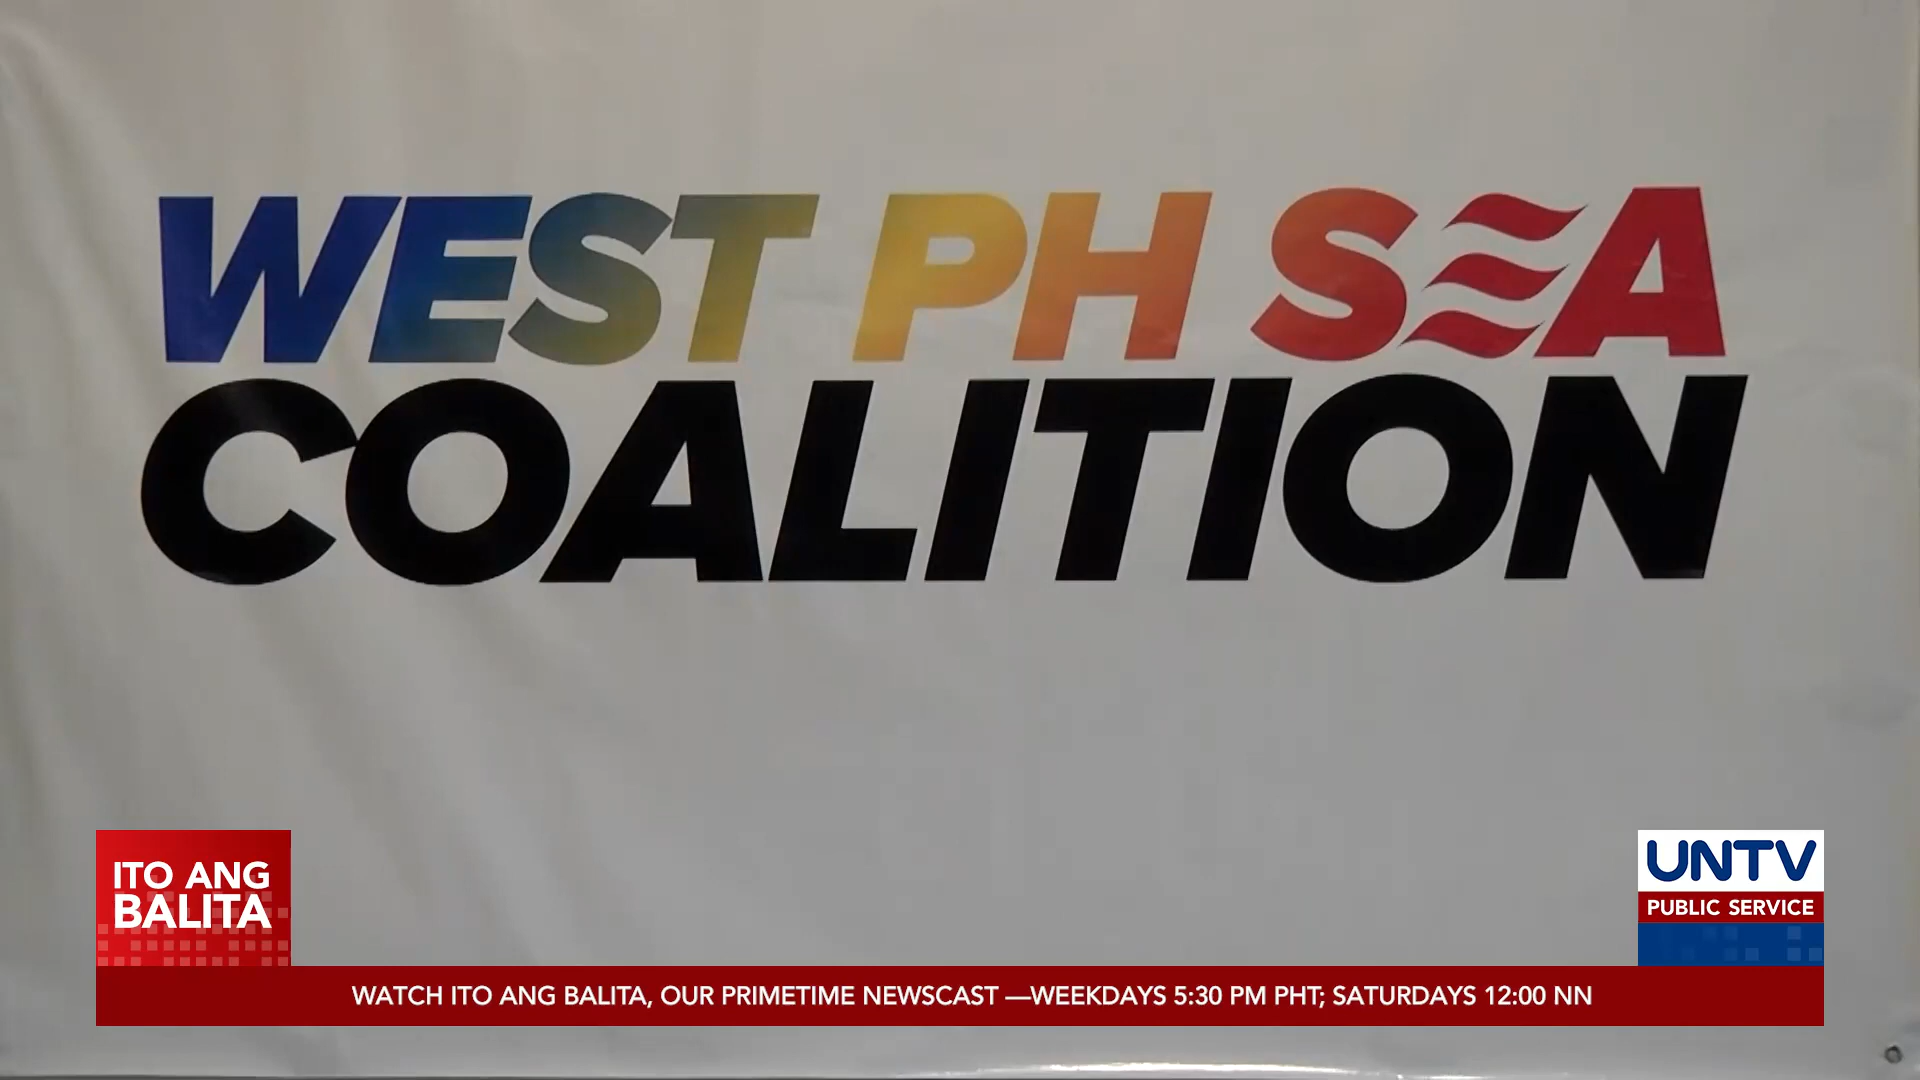 WEST PH SEA
COALITION
ITO ANG
BALITA
UNTV
PUBLIC SERVICE
WATCH ITO ANG BALITA, OUR PRIMETIME NEWSCAST —WEEKDAYS 5:30 PM PHT; SATURDAYS 12:00 NN